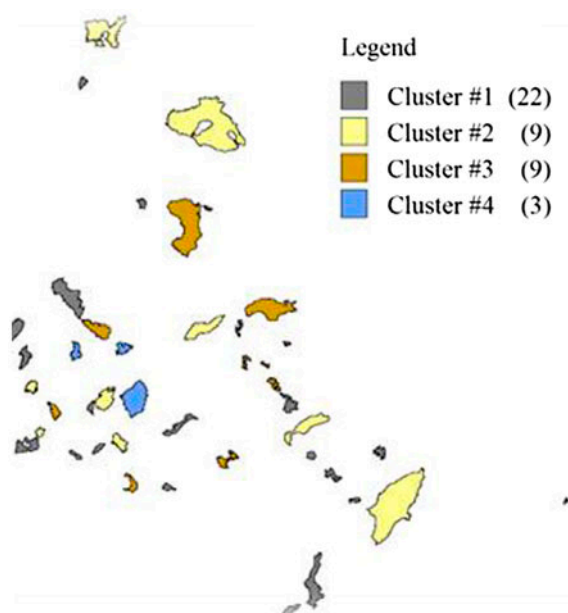 Legend
Cluster #1 (22)
Cluster #2 (9)
Cluster #3 (9)
Cluster #4 (3)